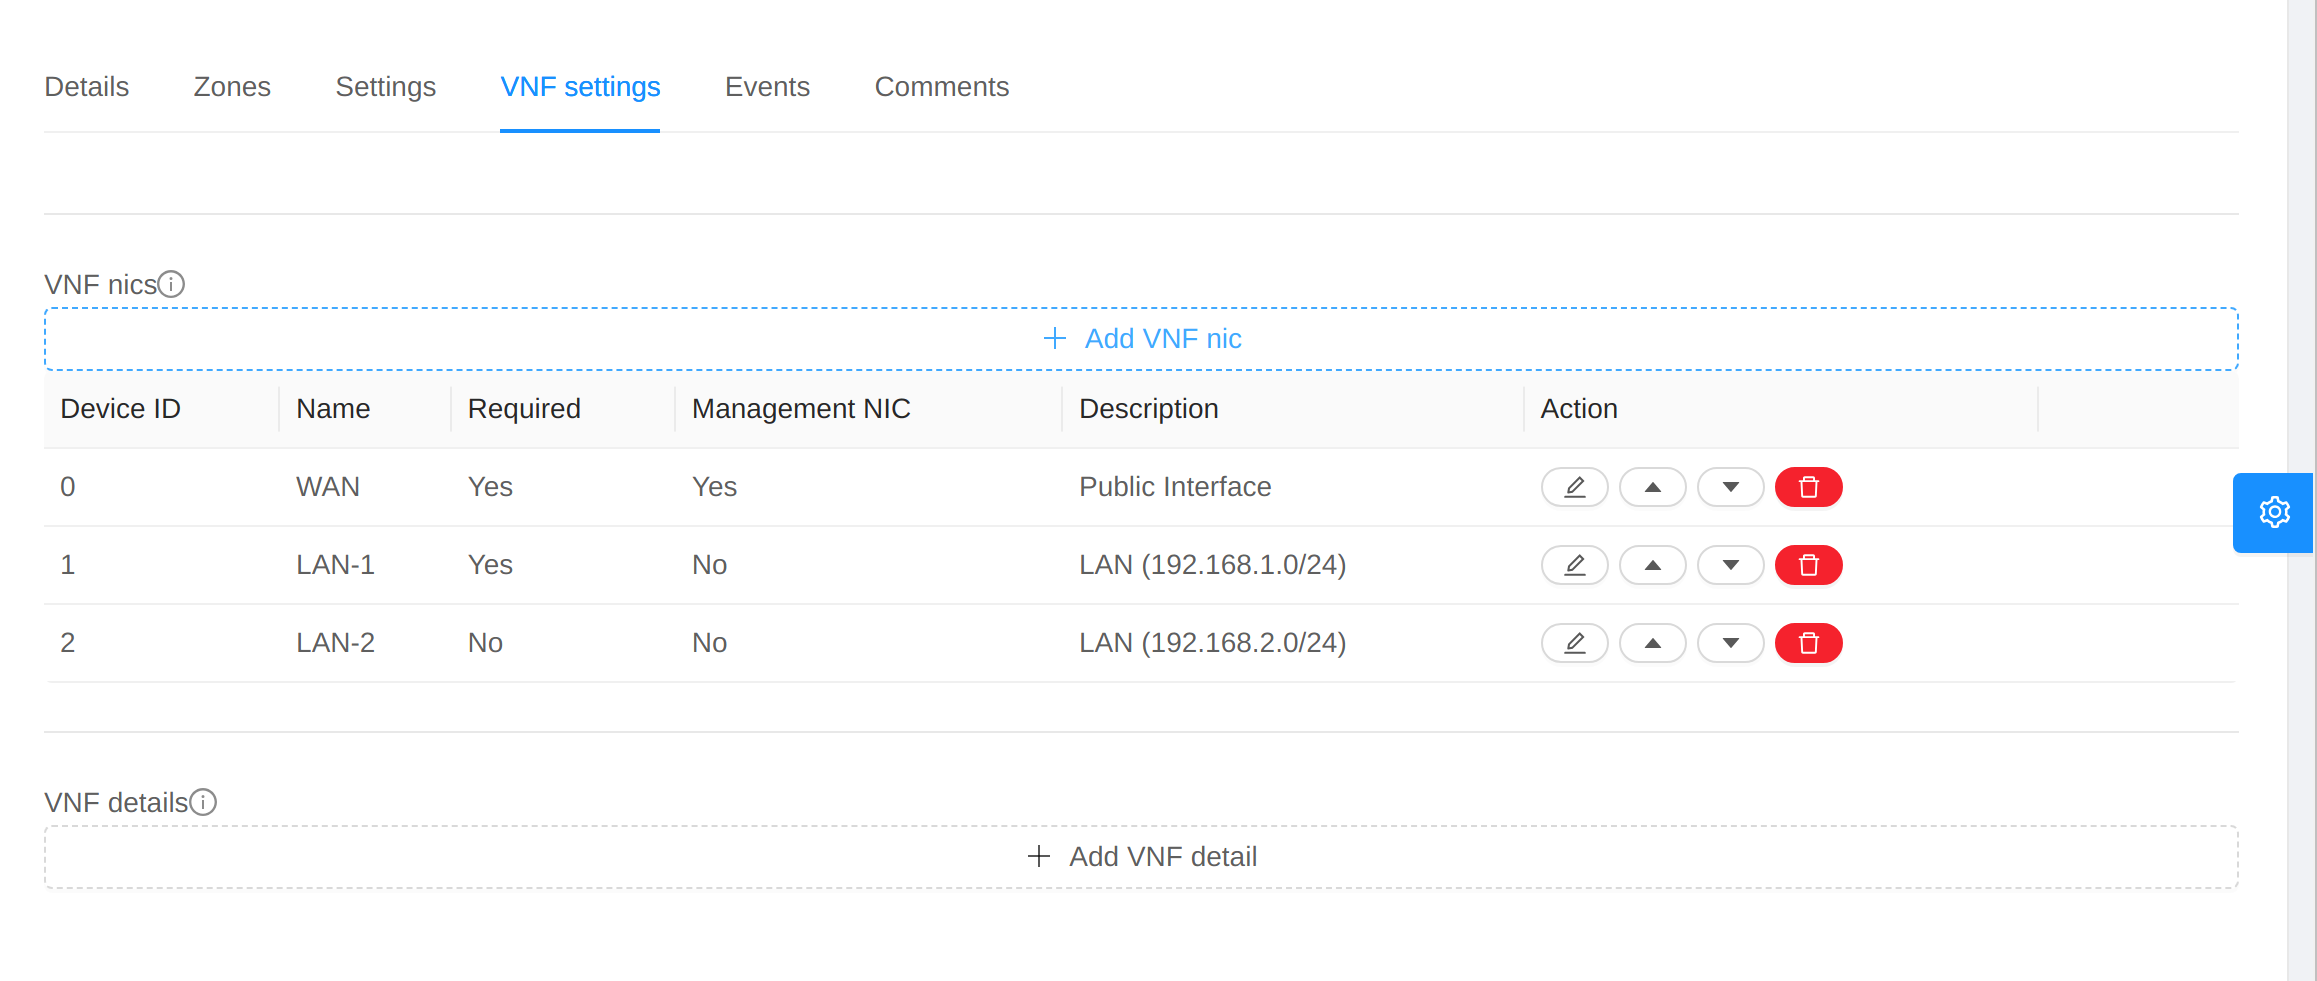 Details Zones Settings VNF settings Events Comments
VNF nics
Add VNF nic
Device ID Name Required Management NIC Description Action
0 WAN Yes Yes Public Interface
1 LAN-1 Yes No LAN (192.168.1.0/24)
2 LAN-2 No No LAN (192.168.2.0/24)
VNF details
Add VNF detail